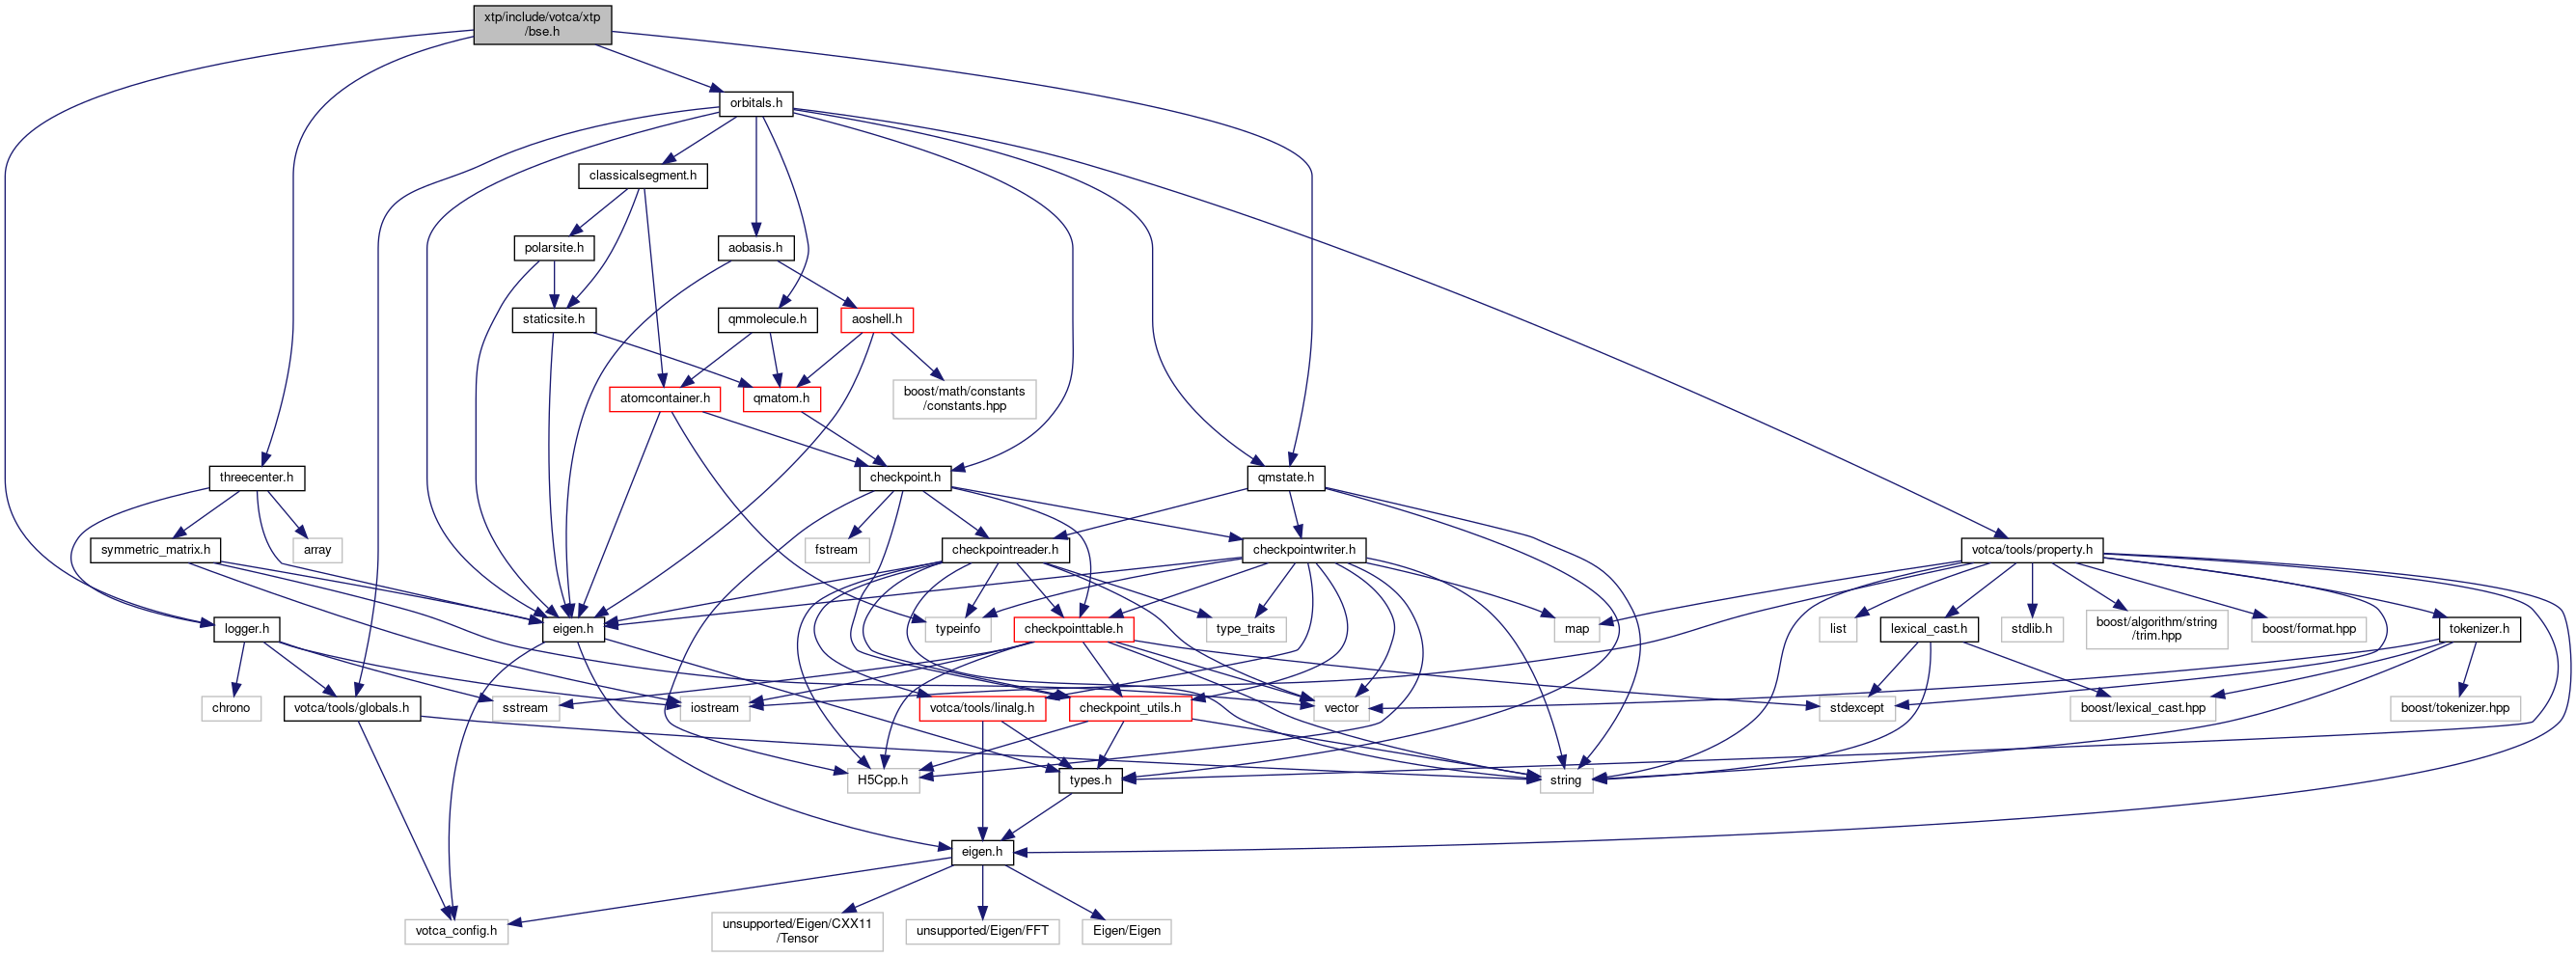 xtp/include/votca/xtp
/bse.h
orbitals.h
classicalsegment.h
polarsite.h
aobasis.h
staticsite.h
qmmolecule.h
aoshell.h
atomcontainer.h
qmatom.h
boost/math/constants
/constants.hpp
threecenter.h
checkpoint.h
qmstate.h
symmetric_matrix.h
array
fstream
checkpointreader.h
checkpointwriter.h
votca/tools/property.h
logger.h
eigen.h
typeinfo
checkpointtable.h
type_traits
map
list
lexical_cast.h
stdlib.h
boost/algorithm/string
/trim.hpp
boost/format.hpp
tokenizer.h
chrono
votca/tools/globals.h
sstream
iostream
votca/tools/linalg.h
checkpoint_utils.h
vector
stdexcept
boost/lexical_cast.hpp
boost/tokenizer.hpp
H5Cpp.h
types.h
string
eigen.h
votca_config.h
unsupported/Eigen/CXX11
/Tensor
unsupported/Eigen/FFT
Eigen/Eigen